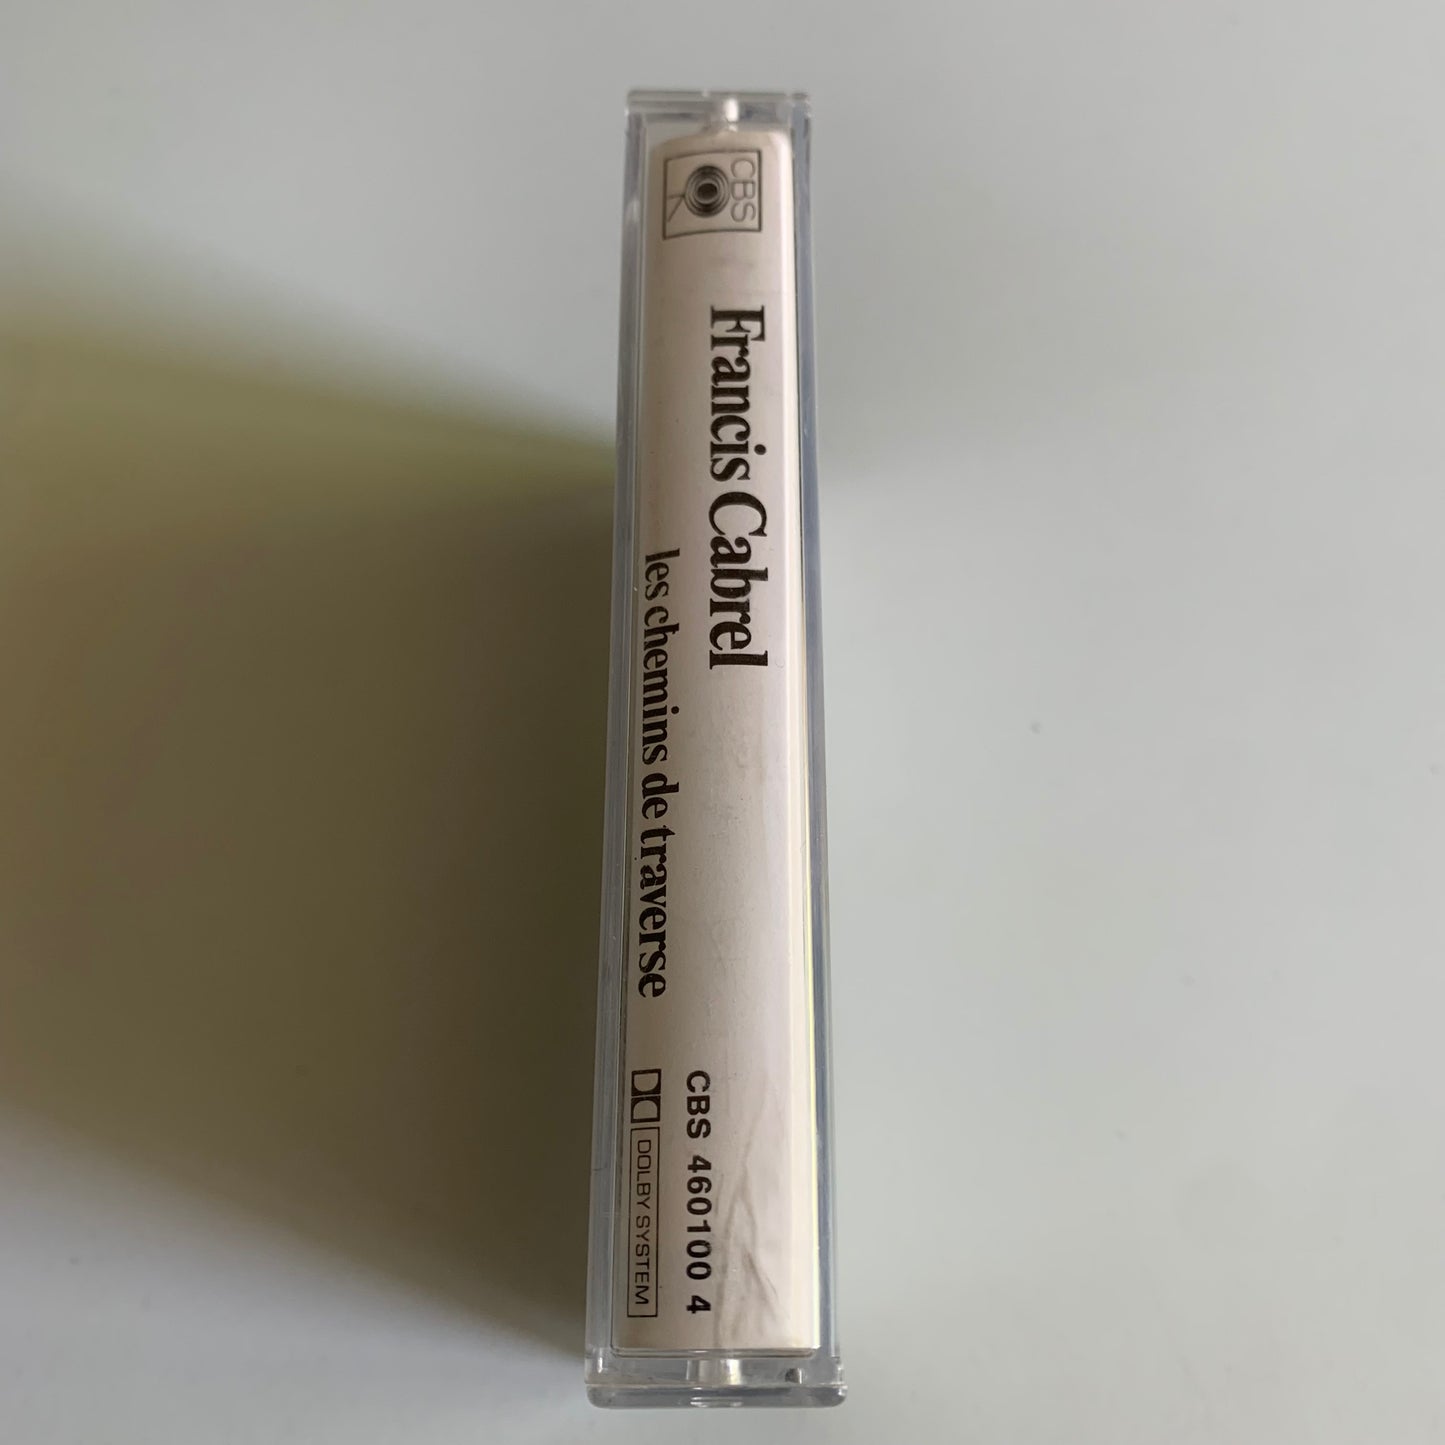 CBS
Francis Cabrel
les chemins de traverse
CBS 460100 4
DOLBY SYSTEM